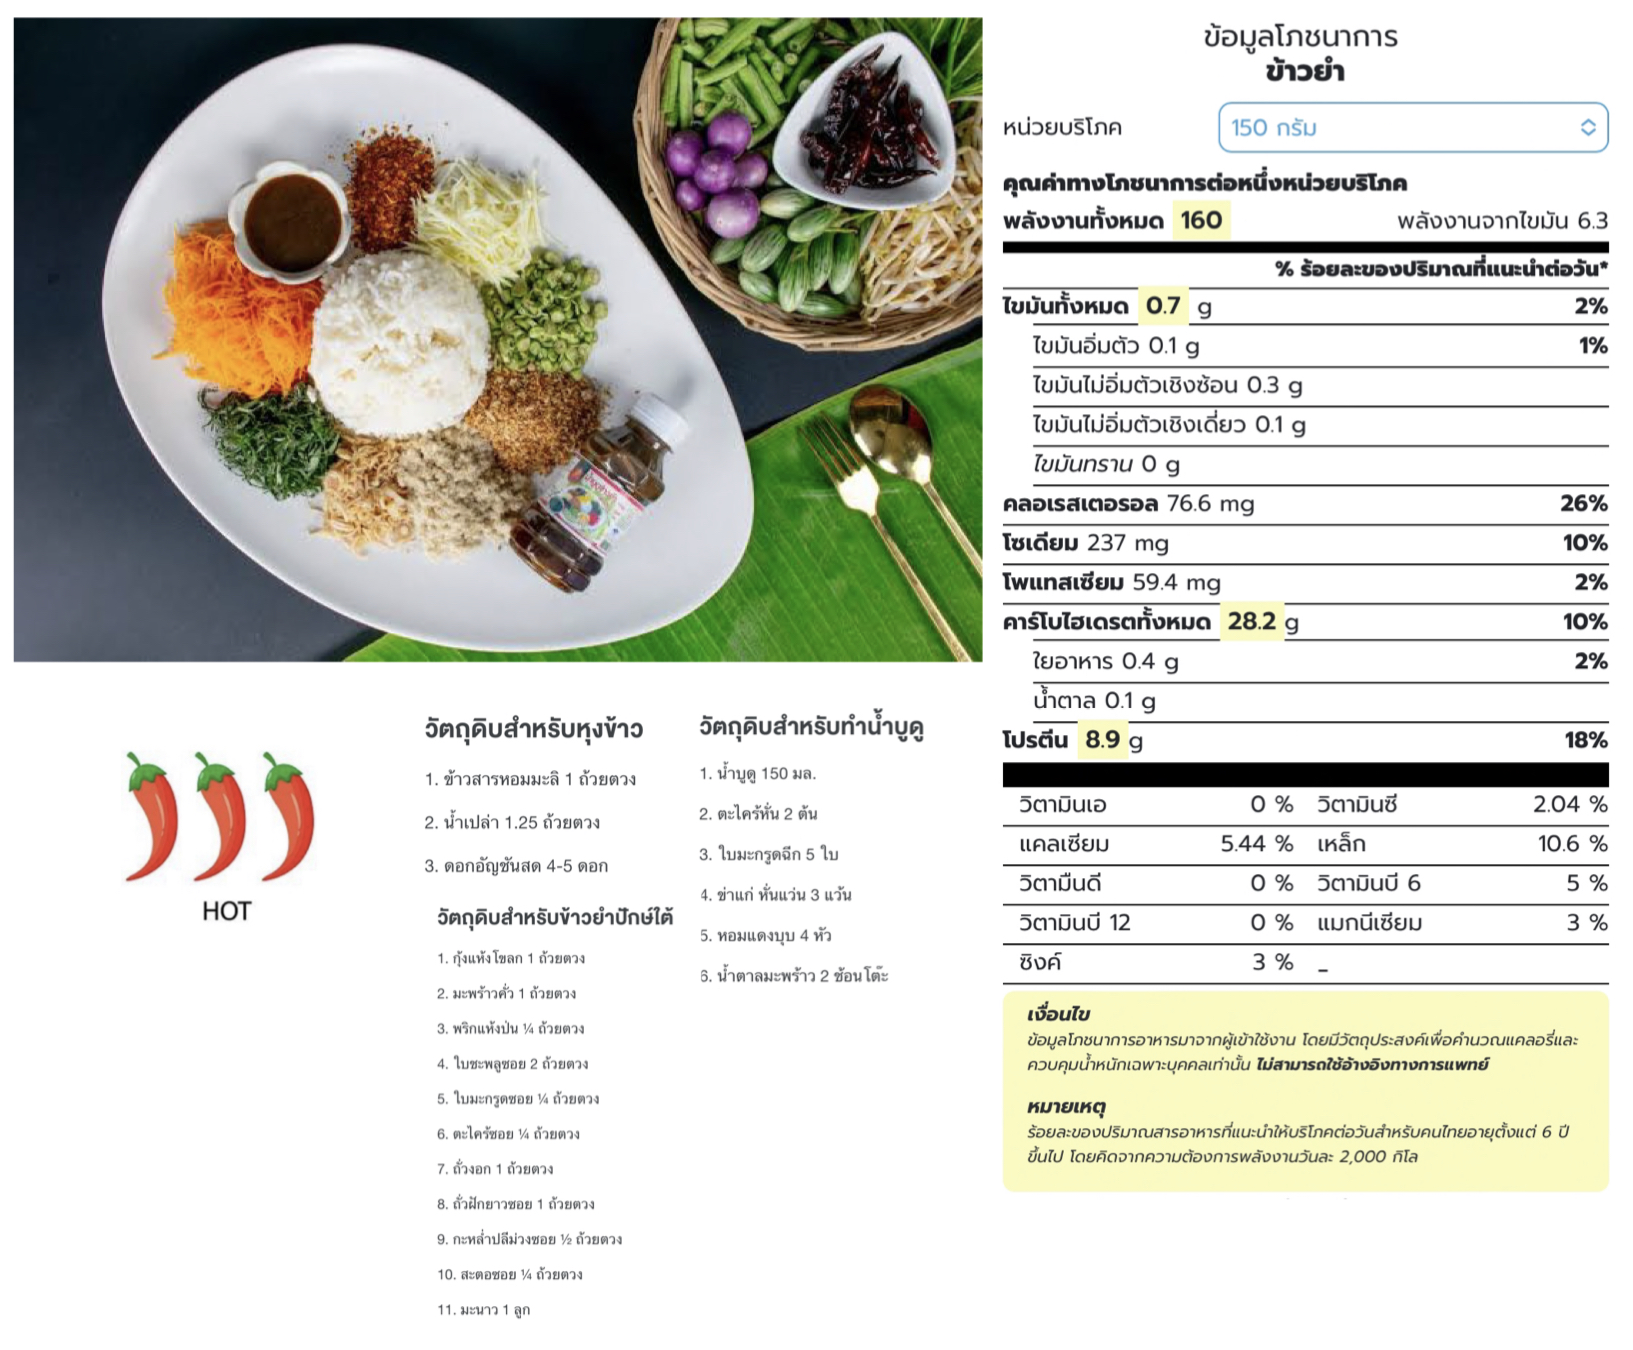 ข้อมูลโภชนาการ
ข้าวยำ
หน่วยบริโภค 150 กรัม
คุณค่าทางโภชนาการต่อหนึ่งหน่วยบริโภค
พลังงานทั้งหมด 160 พลังงานจากไขมัน 6.3
% ร้อยละของปริมาณที่แนะนำต่อวัน*
ไขมันทั้งหมด 0.7 g 2%
ไขมันอิ่มตัว 0.1 g 1%
ไขมันไม่อิ่มตัวเชิงซ้อน 0.3 g
ไขมันไม่อิ่มตัวเชิงเดี่ยว 0.1 g
ไขมันทราน 0 g
คลอเรสเตอรอล 76.6 mg 26%
โซเดียม 237 mg 10%
โพแทสเซียม 59.4 mg 2%
คาร์โบไฮเดรตทั้งหมด 28.2 g 10%
ใยอาหาร 0.4 g 2%
น้ำตาล 0.1 g
โปรตีน 8.9 g 18%
วิตามินเอ 0 % วิตามินซี 2.04 %
แคลเซียม 5.44 % เหล็ก 10.6 %
วิตามืนดี 0 % วิตามินบี 6 5 %
วิตามินบี 12 0 % แมกนีเซียม 3 %
ซิงค์ 3 % _
เงื่อนไข
ข้อมูลโภชนาการอาหารมาจากผู้เข้าใช้งาน โดยมีวัตถุประสงค์เพื่อคำนวณแคลอรี่และ
ควบคุมน้ำหนักเฉพาะบุคคลเท่านั้น ไม่สามารถใช้อ้างอิงทางการแพทย์
หมายเหตุ
ร้อยละของปริมาณสารอาหารที่แนะนำให้บริโภคต่อวันสำหรับคนไทยอายุตั้งแต่ 6 ปี
ขึ้นไป โดยคิดจากความต้องการพลังงานวันละ 2,000 กิโล
HOT
วัตถุดิบสำหรับหุงข้าว
1. ข้าวสารหอมมะลิ 1 ถ้วยตวง
2. น้ำเปล่า 1.25 ถ้วยตวง
3. ดอกอัญชันสด 4-5 ดอก
วัตถุดิบสำหรับข้าวยำปักษ์ใต้
1. กุ้งแห้งโขลก 1 ถ้วยตวง
2. มะพร้าวคั่ว 1 ถ้วยตวง
3. พริกแห้งป่น ¼ ถ้วยตวง
4. ใบชะพลูซอย 2 ถ้วยตวง
5. ใบมะกรูดซอย ¼ ถ้วยตวง
6. ตะไคร้ซอย ¼ ถ้วยตวง
7. ถั่วงอก 1 ถ้วยตวง
8. ถั่วฝักยาวซอย 1 ถ้วยตวง
9. กะหล่ำปลีม่วงซอย ½ ถ้วยตวง
10. สะตอซอย ¼ ถ้วยตวง
11. มะนาว 1 ลูก
วัตถุดิบสำหรับทำน้ำบูดู
1. น้ำบูดู 150 มล.
2. ตะไคร้หั่น 2 ต้น
3. ใบมะกรูดฉีก 5 ใบ
4. ข่าแก่ หั่นแว่น 3 แว้น
5. หอมแดงบุบ 4 หัว
6. น้ำตาลมะพร้าว 2 ช้อนโต๊ะ